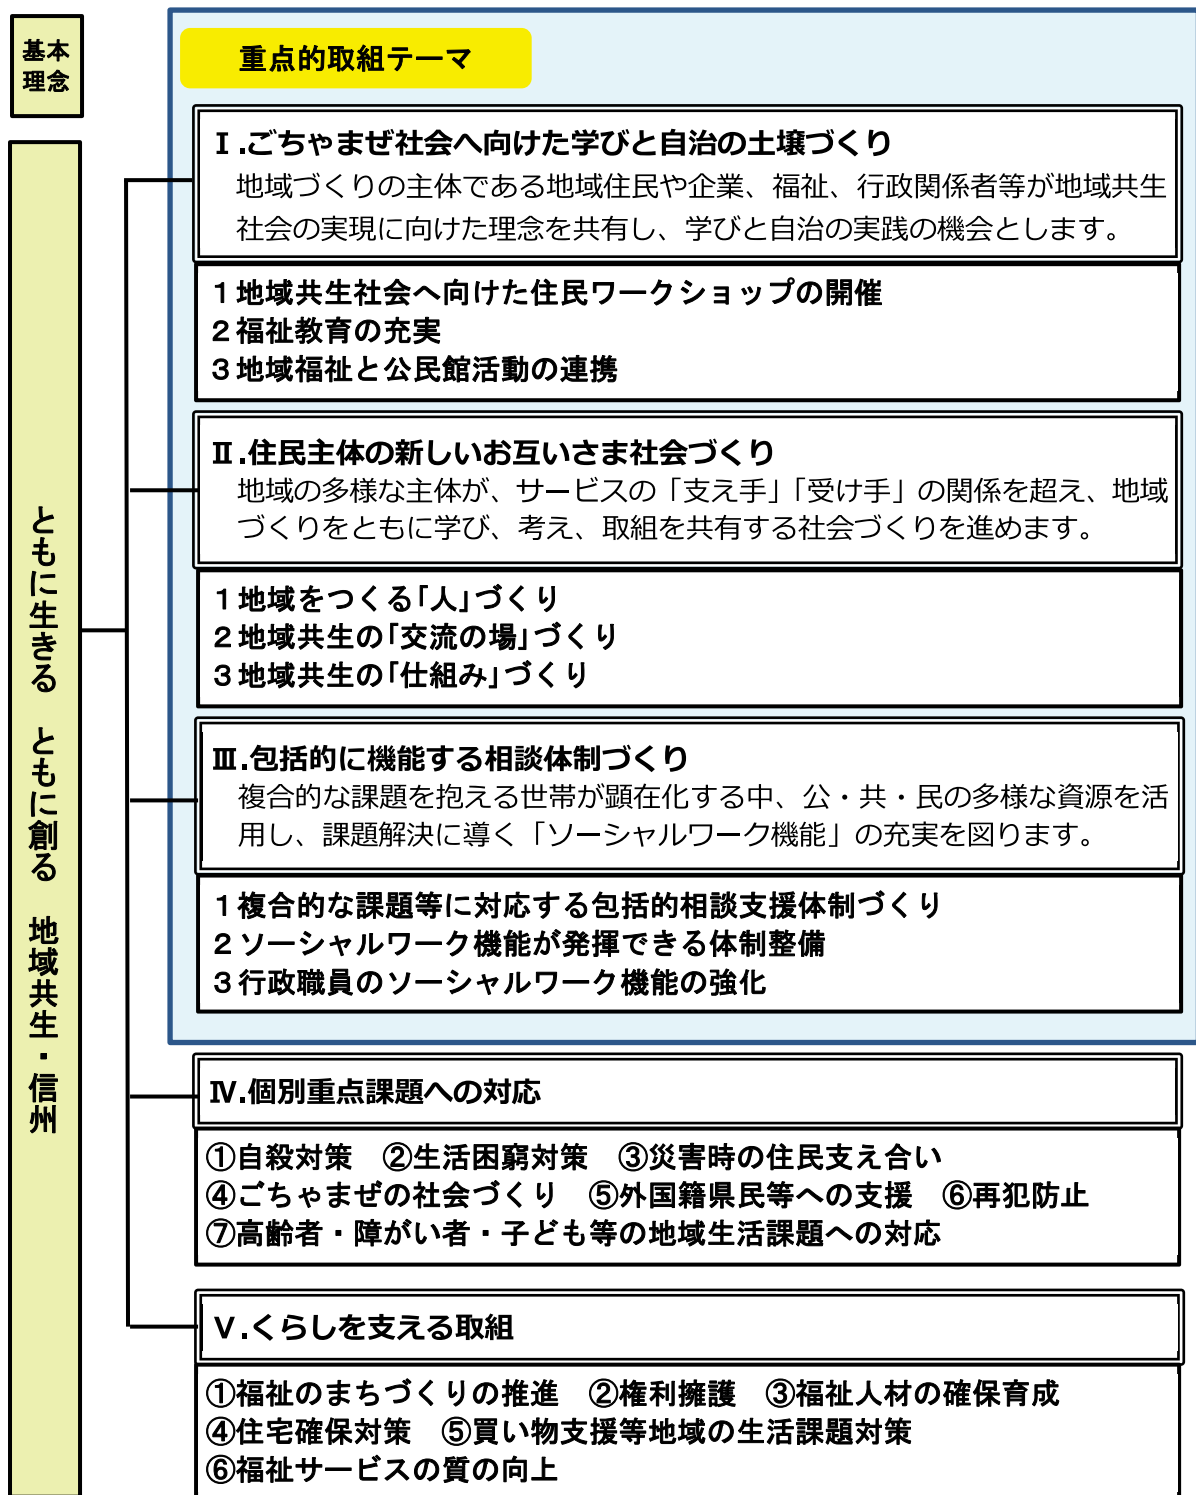 基本
理念
ともに生きる　ともに創る　地域共生・信州
重点的取組テーマ
Ⅰ.ごちゃまぜ社会へ向けた学びと自治の土壌づくり
地域づくりの主体である地域住民や企業、福祉、行政関係者等が地域共生
社会の実現に向けた理念を共有し、学びと自治の実践の機会とします。
１地域共生社会へ向けた住民ワークショップの開催
２福祉教育の充実
３地域福祉と公民館活動の連携
Ⅱ.住民主体の新しいお互いさま社会づくり
地域の多様な主体が、サービスの「支え手」「受け手」の関係を超え、地域
づくりをともに学び、考え、取組を共有する社会づくりを進めます。
１地域をつくる「人」づくり
２地域共生の「交流の場」づくり
３地域共生の「仕組み」づくり
Ⅲ.包括的に機能する相談体制づくり
複合的な課題を抱える世帯が顕在化する中、公・共・民の多様な資源を活
用し、課題解決に導く「ソーシャルワーク機能」の充実を図ります。
１複合的な課題等に対応する包括的相談支援体制づくり
２ソーシャルワーク機能が発揮できる体制整備
３行政職員のソーシャルワーク機能の強化
Ⅳ.個別重点課題への対応
①自殺対策　②生活困窮対策　③災害時の住民支え合い
④ごちゃまぜの社会づくり　⑤外国籍県民等への支援　⑥再犯防止
⑦高齢者・障がい者・子ども等の地域生活課題への対応
Ⅴ.くらしを支える取組
①福祉のまちづくりの推進　②権利擁護　③福祉人材の確保育成
④住宅確保対策　⑤買い物支援等地域の生活課題対策
⑥福祉サービスの質の向上